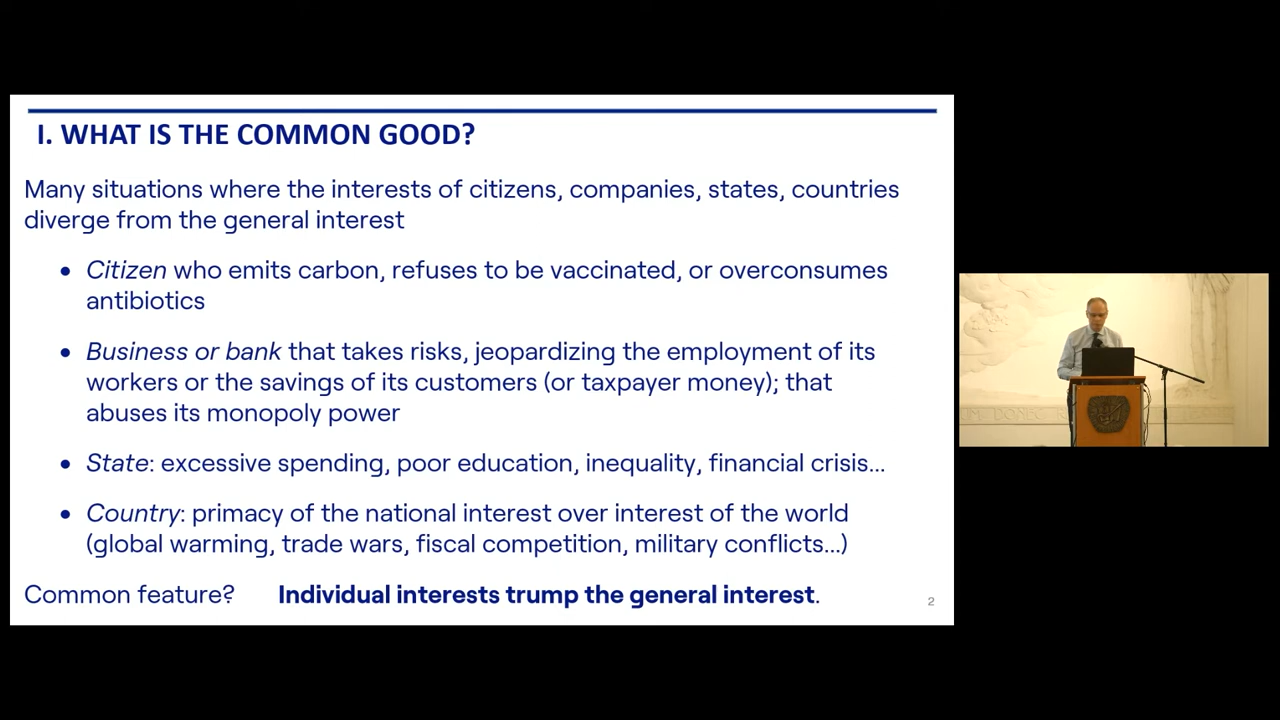 I. WHAT IS THE COMMON GOOD?
Many situations where the interests of citizens, companies, states, countries
diverge from the general interest
• Citizen who emits carbon, refuses to be vaccinated, or overconsumes
antibiotics
• Business or bank that takes risks, jeopardizing the employment of its
workers or the savings of its customers (or taxpayer money); that
abuses its monopoly power
• State: excessive spending, poor education, inequality, financial crisis...
• Country: primacy of the national interest over interest of the world
(global warming, trade wars, fiscal competition, military conflicts...)
Common feature? Individual interests trump the general interest.
2